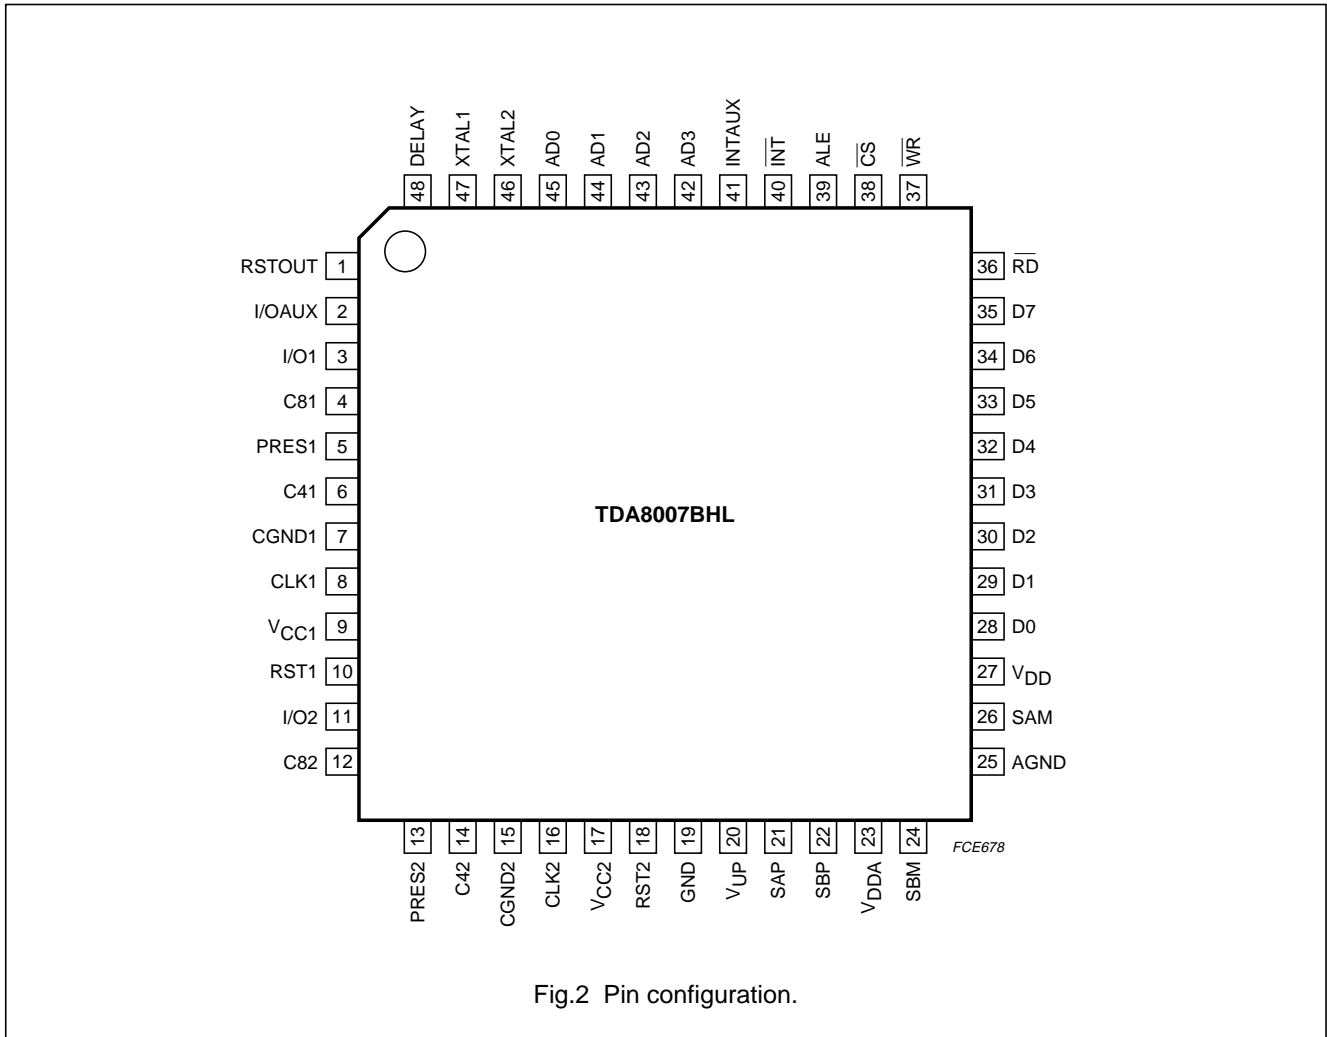 48 DELAY
47 XTAL1
46 XTAL2
45 AD0
44 AD1
43 AD2
42 AD3
41 INTAUX
40 I̅N̅T̅
39 ALE
38 C̅S̅
37 W̅R̅
RSTOUT 1
I/OAUX 2
I/O1 3
C81 4
PRES1 5
C41 6
CGND1 7
CLK1 8
VCC1 9
RST1 10
I/O2 11
C82 12
TDA8007BHL
36 R̅D̅
35 D7
34 D6
33 D5
32 D4
31 D3
30 D2
29 D1
28 D0
27 VDD
26 SAM
25 AGND
PRES2 13
C42 14
CGND2 15
CLK2 16
VCC2 17
RST2 18
GND 19
VUP 20
SAP 21
SBP 22
VDDA 23
SBM 24
FCE678
Fig.2 Pin configuration.